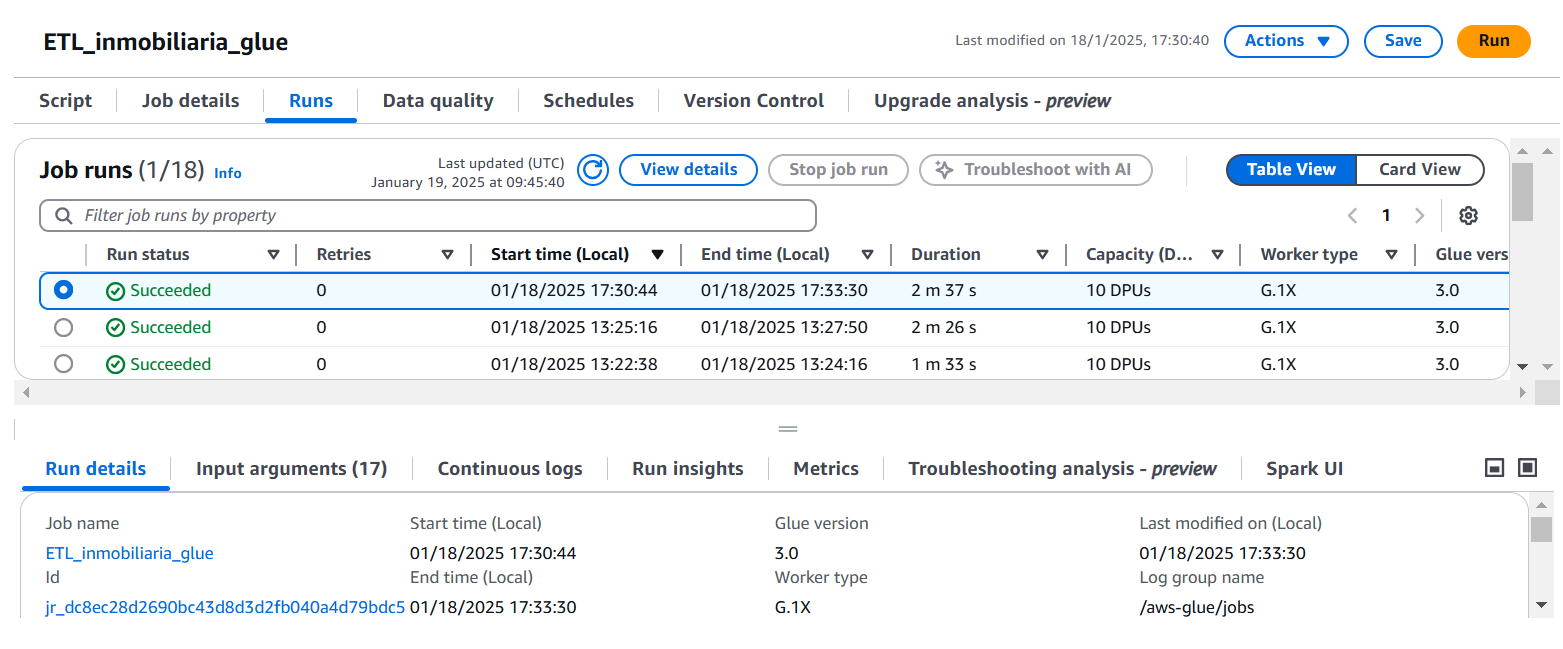 ETL_inmobiliaria_glue
Last modified on 18/1/2025, 17:30:40
Actions
Save
Run
Script
Job details
Runs
Data quality
Schedules
Version Control
Upgrade analysis - preview
Job runs (1/18) Info
Last updated (UTC)
January 19, 2025 at 09:45:40
View details
Stop job run
Troubleshoot with AI
Table View
Card View
Filter job runs by property
1
Run status Retries Start time (Local) End time (Local) Duration Capacity (D... Worker type Glue vers
Succeeded 0 01/18/2025 17:30:44 01/18/2025 17:33:30 2 m 37 s 10 DPUs G.1X 3.0
Succeeded 0 01/18/2025 13:25:16 01/18/2025 13:27:50 2 m 26 s 10 DPUs G.1X 3.0
Succeeded 0 01/18/2025 13:22:38 01/18/2025 13:24:16 1 m 33 s 10 DPUs G.1X 3.0
Run details
Input arguments (17)
Continuous logs
Run insights
Metrics
Troubleshooting analysis - preview
Spark UI
Job name Start time (Local) Glue version Last modified on (Local)
ETL_inmobiliaria_glue 01/18/2025 17:30:44 3.0 01/18/2025 17:33:30
Id End time (Local) Worker type Log group name
jr_dc8ec28d2690bc43d8d3d2fb040a4d79bdc5 01/18/2025 17:33:30 G.1X /aws-glue/jobs